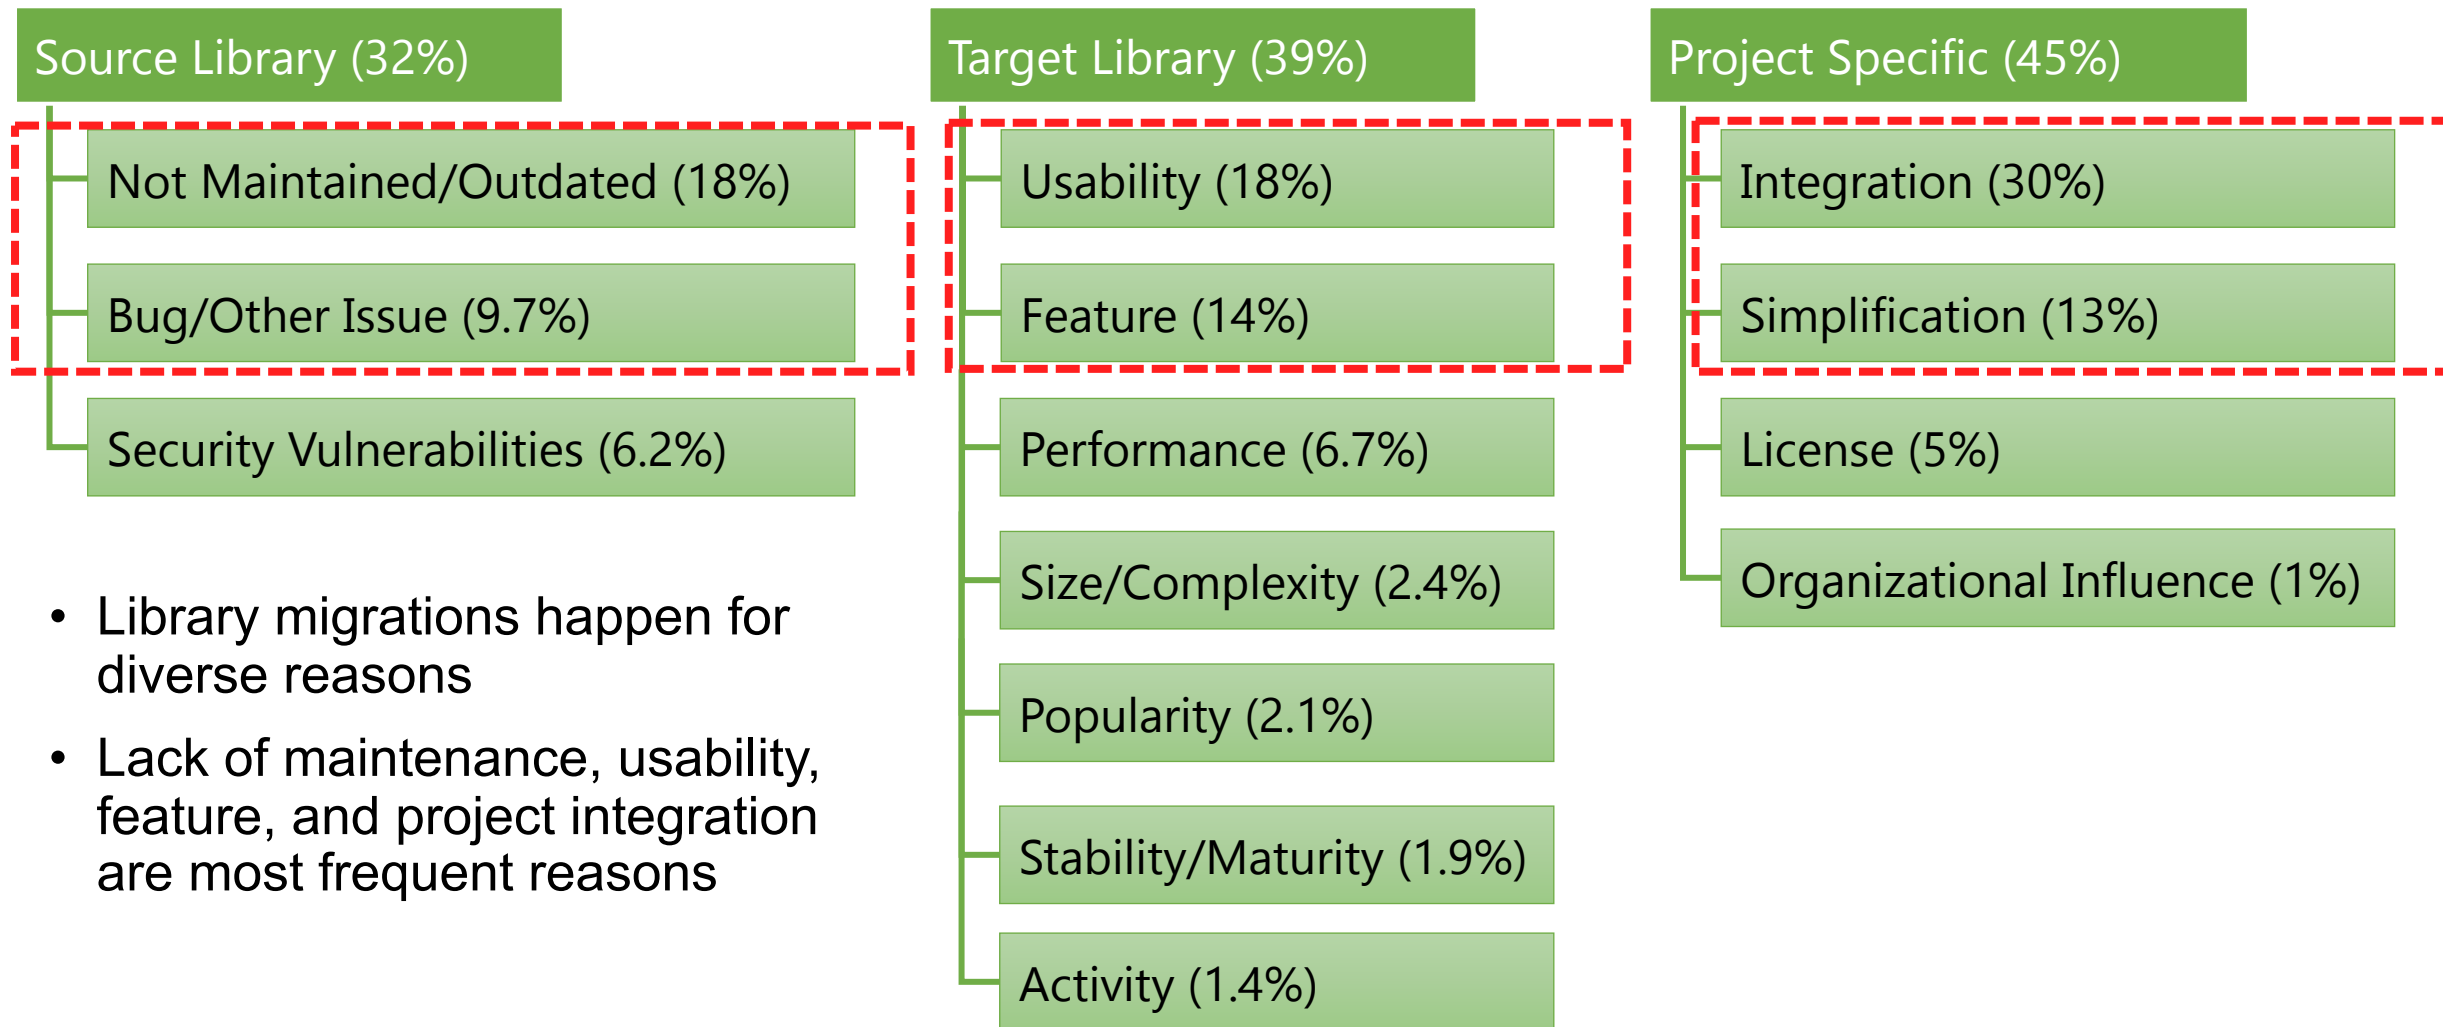 Source Library (32%)
Not Maintained/Outdated (18%)
Bug/Other Issue (9.7%)
Security Vulnerabilities (6.2%)
Target Library (39%)
Usability (18%)
Feature (14%)
Performance (6.7%)
Size/Complexity (2.4%)
Popularity (2.1%)
Stability/Maturity (1.9%)
Activity (1.4%)
Project Specific (45%)
Integration (30%)
Simplification (13%)
License (5%)
Organizational Influence (1%)
• Library migrations happen for
diverse reasons
• Lack of maintenance, usability,
feature, and project integration
are most frequent reasons